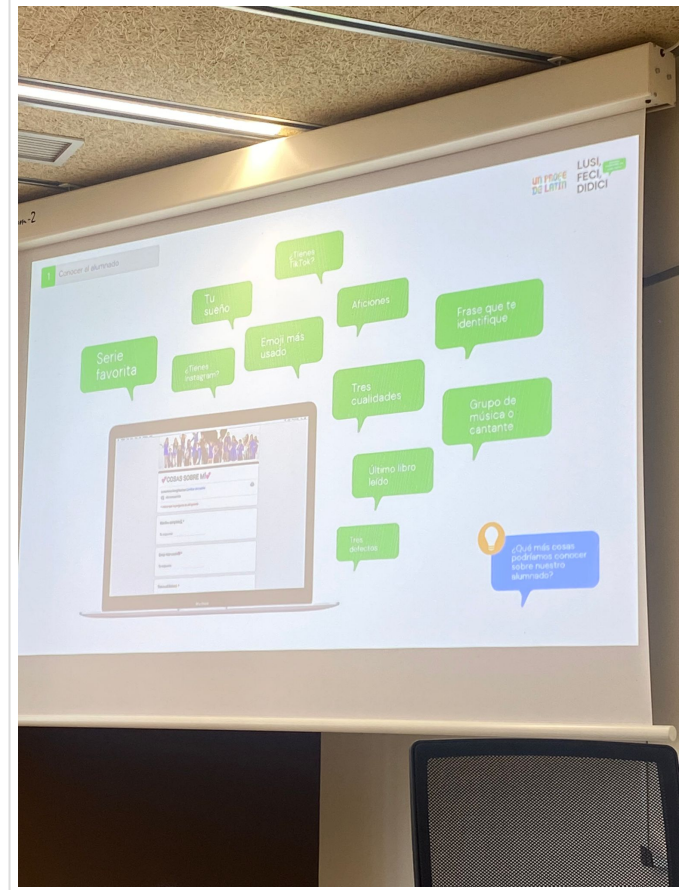 m-2
UN PROFE
DE LATÍN
LUSI,
FECI,
DIDICI
1 Conocer al alumnado
¿Tienes
TikTok?
Tu
sueño
Aficiones
Frase que te
identifique
Serie
favorita
¿Tienes
instagram?
Emoji más
usado
Tres
cualidades
Grupo de
música o
cantante
Último libro
leído
Tres
defectos
COSAS SOBRE MÍ
¿Qué más cosas
podríamos conocer
sobre nuestro
alumnado?